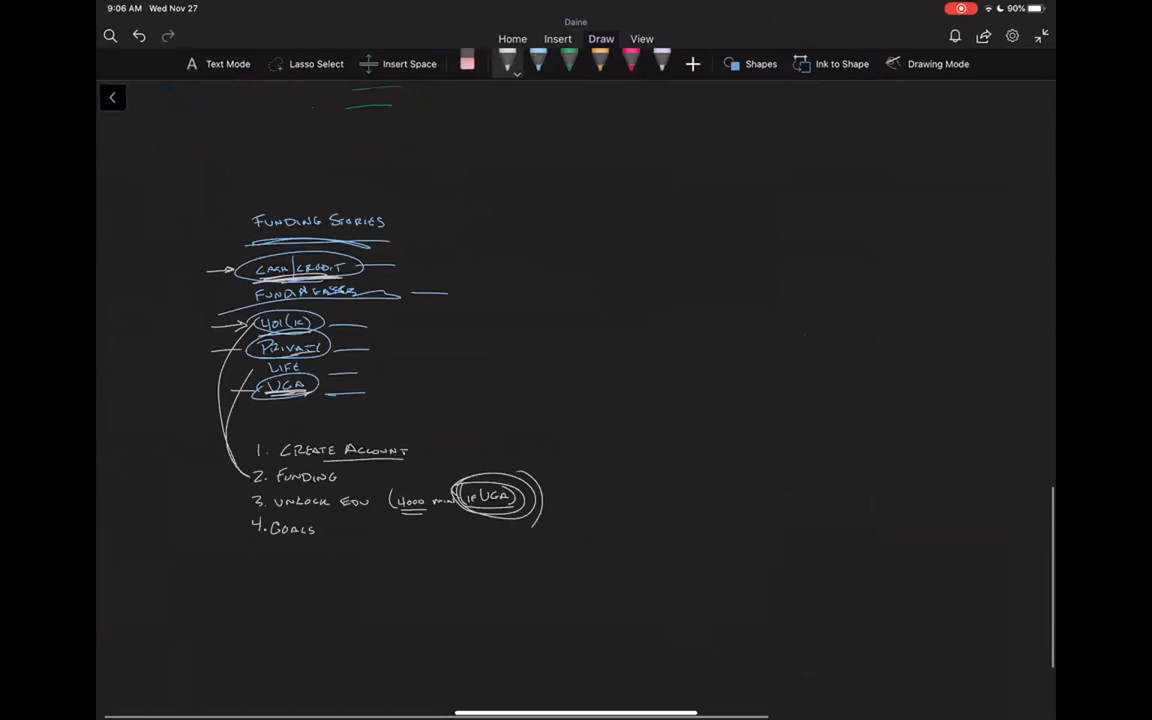 9:06 AM Wed Nov 27
90%
Daine
Home Insert Draw View
Text Mode Lasso Select Insert Space Shapes Ink to Shape Drawing Mode
FUNDING STORIES
CASH|CREDIT
FUNDING
401(K)
PRIVATE
LIFE
UGA
1. CREATE ACCOUNT
2. FUNDING
3. UNLOCK EDU (4000 min (IF UGA)
4. GOALS